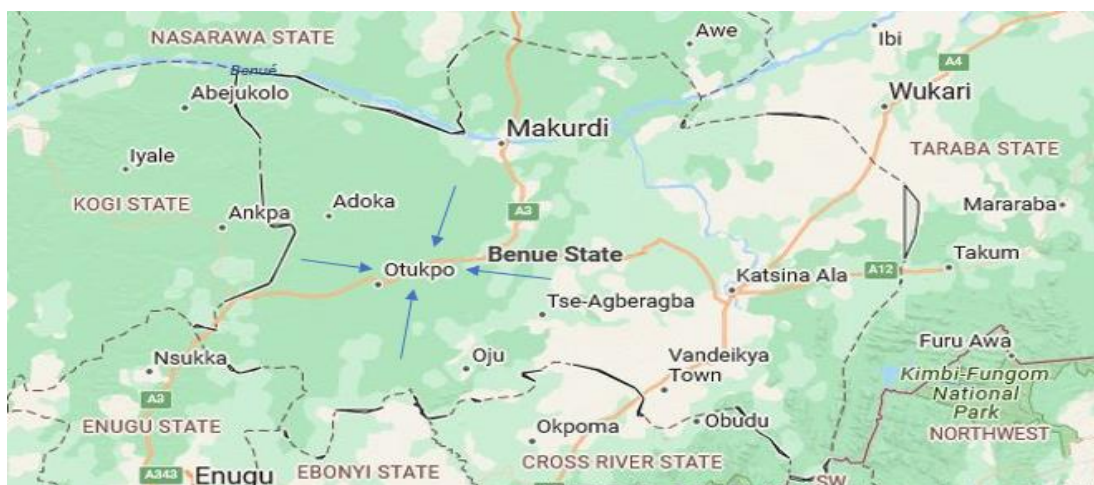 NASARAWA STATE
Awe
Ibi
A4
Benué
Abejukolo
Wukari
Makurdi
TARABA STATE
Iyale
KOGI STATE
Adoka
Ankpa
A3
Mararaba
Benue State
Otukpo
Takum
A12
Katsina Ala
Tse-Agberagba
Furu Awa
Nsukka
Oju
Vandeikya
Town
Kimbi-Fungom
National
Park
A3
ENUGU STATE
Obudu
NORTHWEST
Okpoma
EBONYI STATE
CROSS RIVER STATE
A343
Enugu
SW